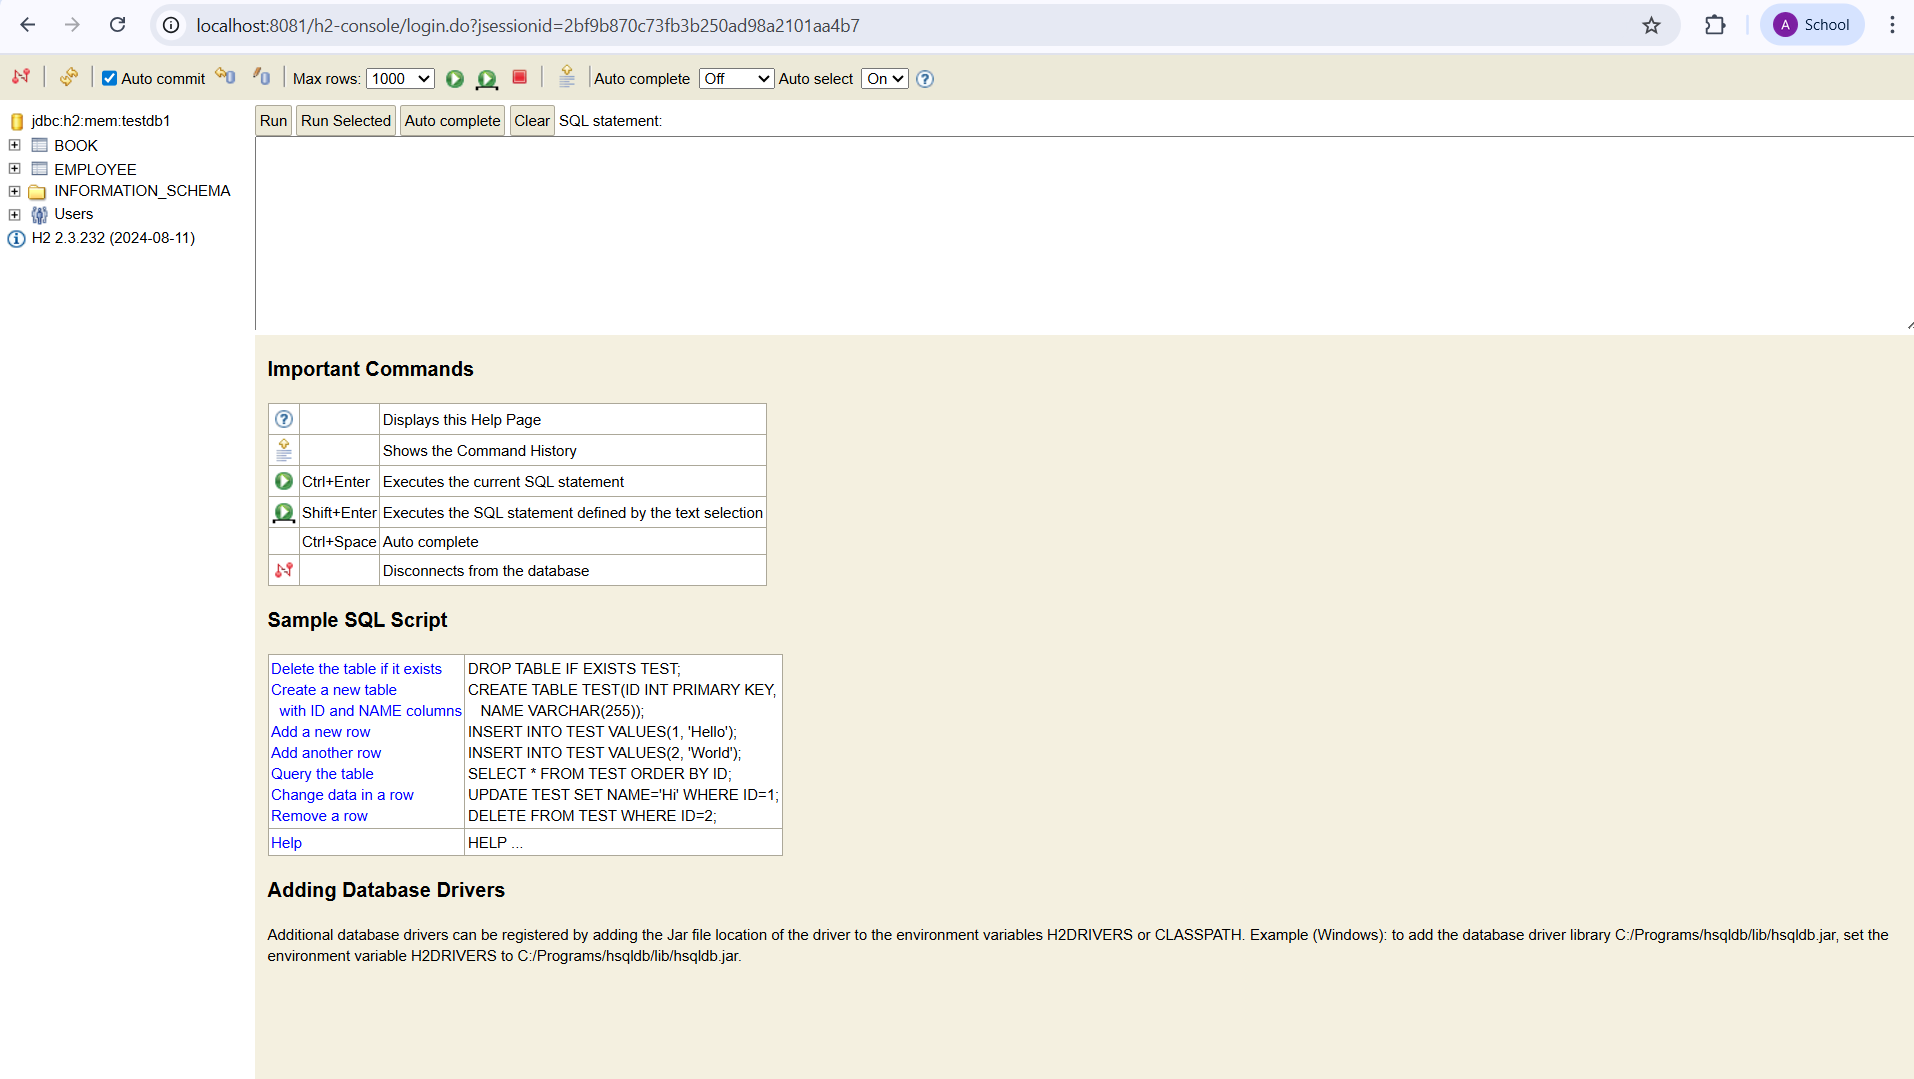 localhost:8081/h2-console/login.do?jsessionid=2bf9b870c73fb3b250ad98a2101aa4b7
A School
Auto commit Max rows: 1000 Auto complete Off Auto select On
jdbc:h2:mem:testdb1
BOOK
EMPLOYEE
INFORMATION_SCHEMA
Users
H2 2.3.232 (2024-08-11)
Run Run Selected Auto complete Clear SQL statement:
Important Commands
Displays this Help Page
Shows the Command History
Ctrl+Enter Executes the current SQL statement
Shift+Enter Executes the SQL statement defined by the text selection
Ctrl+Space Auto complete
Disconnects from the database
Sample SQL Script
Delete the table if it exists DROP TABLE IF EXISTS TEST;
Create a new table CREATE TABLE TEST(ID INT PRIMARY KEY,
with ID and NAME columns NAME VARCHAR(255));
Add a new row INSERT INTO TEST VALUES(1, 'Hello');
Add another row INSERT INTO TEST VALUES(2, 'World');
Query the table SELECT * FROM TEST ORDER BY ID;
Change data in a row UPDATE TEST SET NAME='Hi' WHERE ID=1;
Remove a row DELETE FROM TEST WHERE ID=2;
Help HELP ...
Adding Database Drivers
Additional database drivers can be registered by adding the Jar file location of the driver to the environment variables H2DRIVERS or CLASSPATH. Example (Windows): to add the database driver library C:/Programs/hsqldb/lib/hsqldb.jar, set the
environment variable H2DRIVERS to C:/Programs/hsqldb/lib/hsqldb.jar.